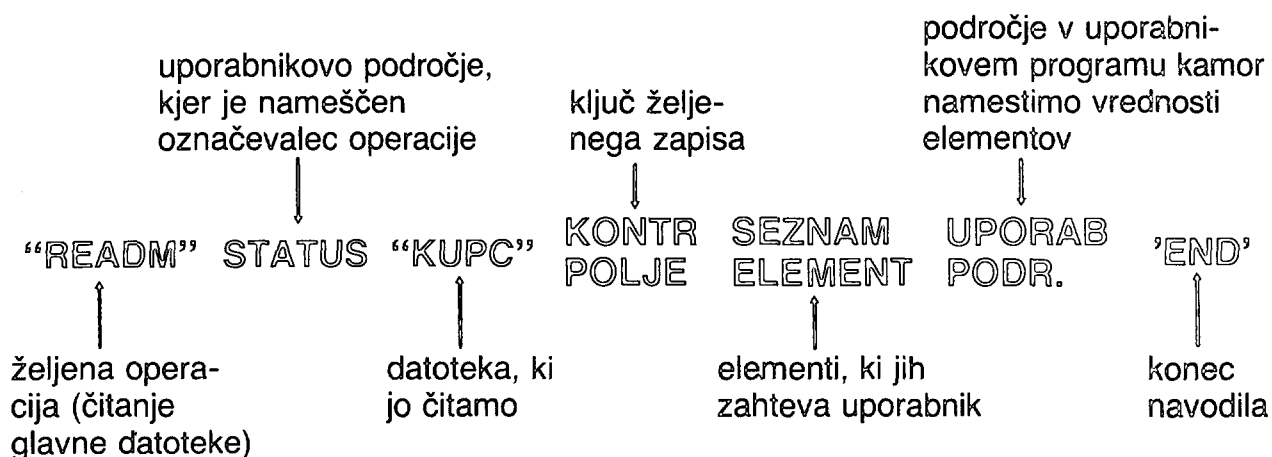 uporabnikovo področje,
kjer je nameščen
označevalec operacije
ključ želje-
nega zapisa
področje v uporabni-
kovem programu kamor
namestimo vrednosti
elementov
“READM” STATUS “KUPC” KONTR POLJE SEZNAM ELEMENT UPORAB PODR. 'END'
željena opera-
cija (čitanje
glavne datoteke)
datoteka, ki
jo čitamo
elementi, ki jih
zahteva uporabnik
konec
navodila